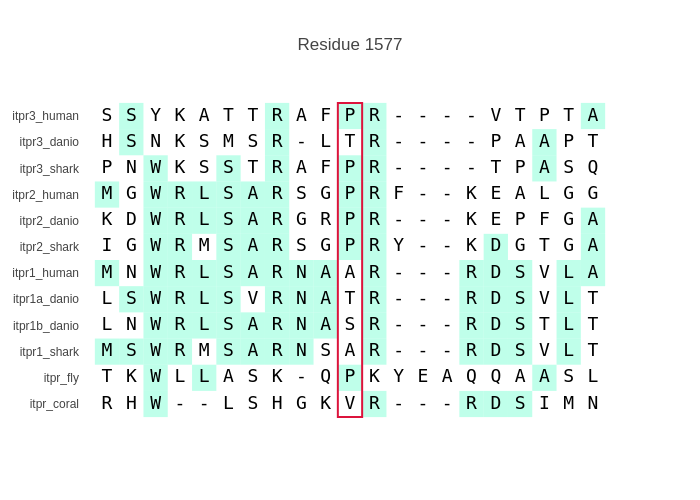 Residue 1577
itpr3_human S S Y K A T T R A F P R - - - - V T P T A
itpr3_danio H S N K S M S R - L T R - - - - P A A P T
itpr3_shark P N W K S S T R A F P R - - - - T P A S Q
itpr2_human M G W R L S A R S G P R F - - K E A L G G
itpr2_danio K D W R L S A R G R P R - - - K E P F G A
itpr2_shark I G W R M S A R S G P R Y - - K D G T G A
itpr1_human M N W R L S A R N A A R - - - R D S V L A
itpr1a_danio L S W R L S V R N A T R - - - R D S V L T
itpr1b_danio L N W R L S A R N A S R - - - R D S T L T
itpr1_shark M S W R M S A R N S A R - - - R D S V L T
itpr_fly T K W L L A S K - Q P K Y E A Q Q A A S L
itpr_coral R H W - - L S H G K V R - - - R D S I M N